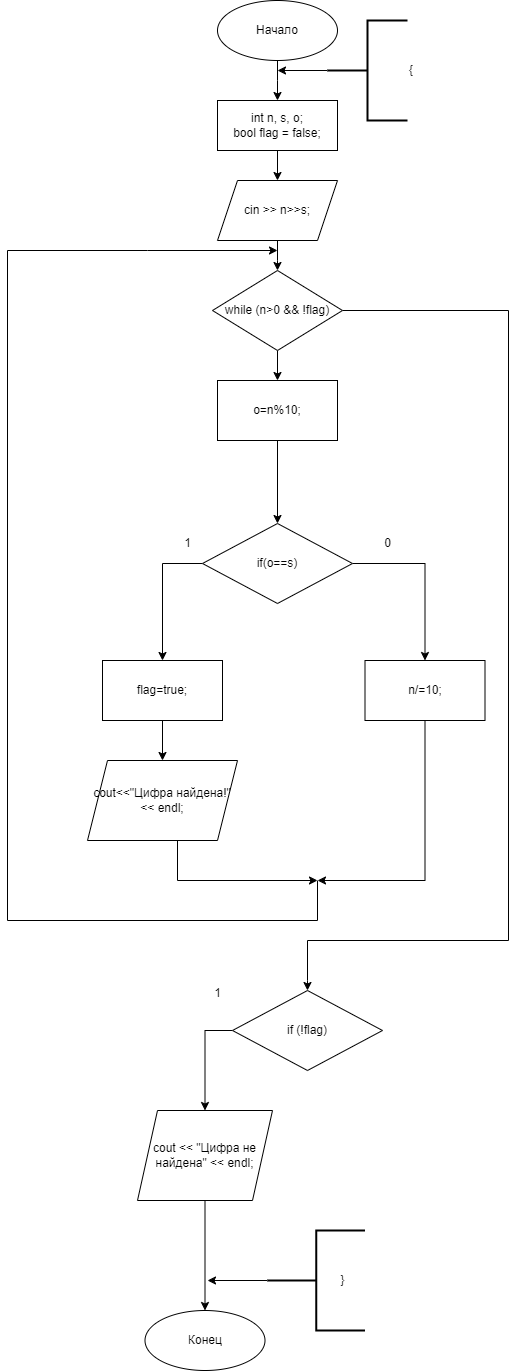 Начало
{
int n, s, o;
bool flag = false;
cin >> n>>s;
while (n>0 && !flag)
o=n%10;
1
0
if(o==s)
flag=true;
n/=10;
cout<<"Цифра найдена!"
<< endl;
1
if (!flag)
cout << "Цифра не
найдена" << endl;
}
Конец